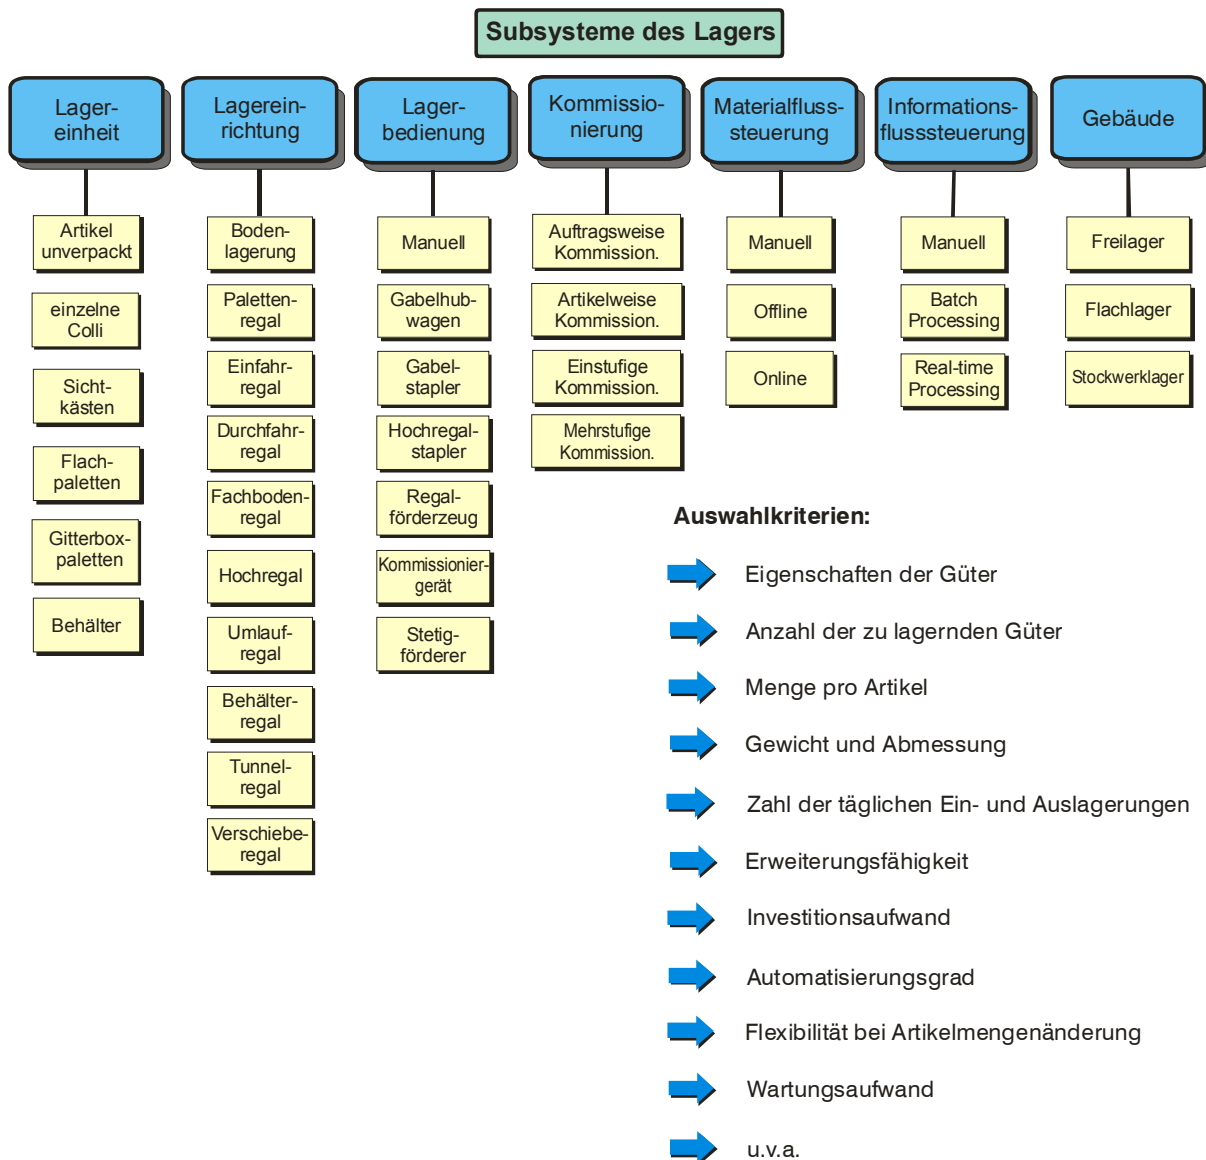 Subsysteme des Lagers
Lager-
einheit
Artikel
unverpackt
einzelne
Colli
Sicht-
kästen
Flach-
paletten
Gitterbox-
paletten
Behälter
Lagerein-
richtung
Boden-
lagerung
Paletten-
regal
Einfahr-
regal
Durchfahr-
regal
Fachboden-
regal
Hochregal
Umlauf-
regal
Behälter-
regal
Tunnel-
regal
Verschiebe-
regal
Lager-
bedienung
Manuell
Gabelhub-
wagen
Gabel-
stapler
Hochregal-
stapler
Regal-
förderzeug
Kommissionier-
gerät
Stetig-
förderer
Kommissio-
nierung
Auftragsweise
Kommission.
Artikelweise
Kommission.
Einstufige
Kommission.
Mehrstufige
Kommission.
Materialfluss-
steuerung
Manuell
Offline
Online
Informations-
flusssteuerung
Manuell
Batch
Processing
Real-time
Processing
Gebäude
Freilager
Flachlager
Stockwerklager
Auswahlkriterien:
Eigenschaften der Güter
Anzahl der zu lagernden Güter
Menge pro Artikel
Gewicht und Abmessung
Zahl der täglichen Ein- und Auslagerungen
Erweiterungsfähigkeit
Investitionsaufwand
Automatisierungsgrad
Flexibilität bei Artikelmengenänderung
Wartungsaufwand
u.v.a.